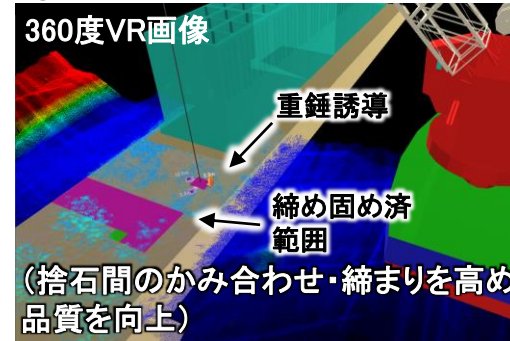 360度VR画像
重錘誘導
締め固め済
範囲
（捨石間のかみ合わせ・締まりを高め
品質を向上）